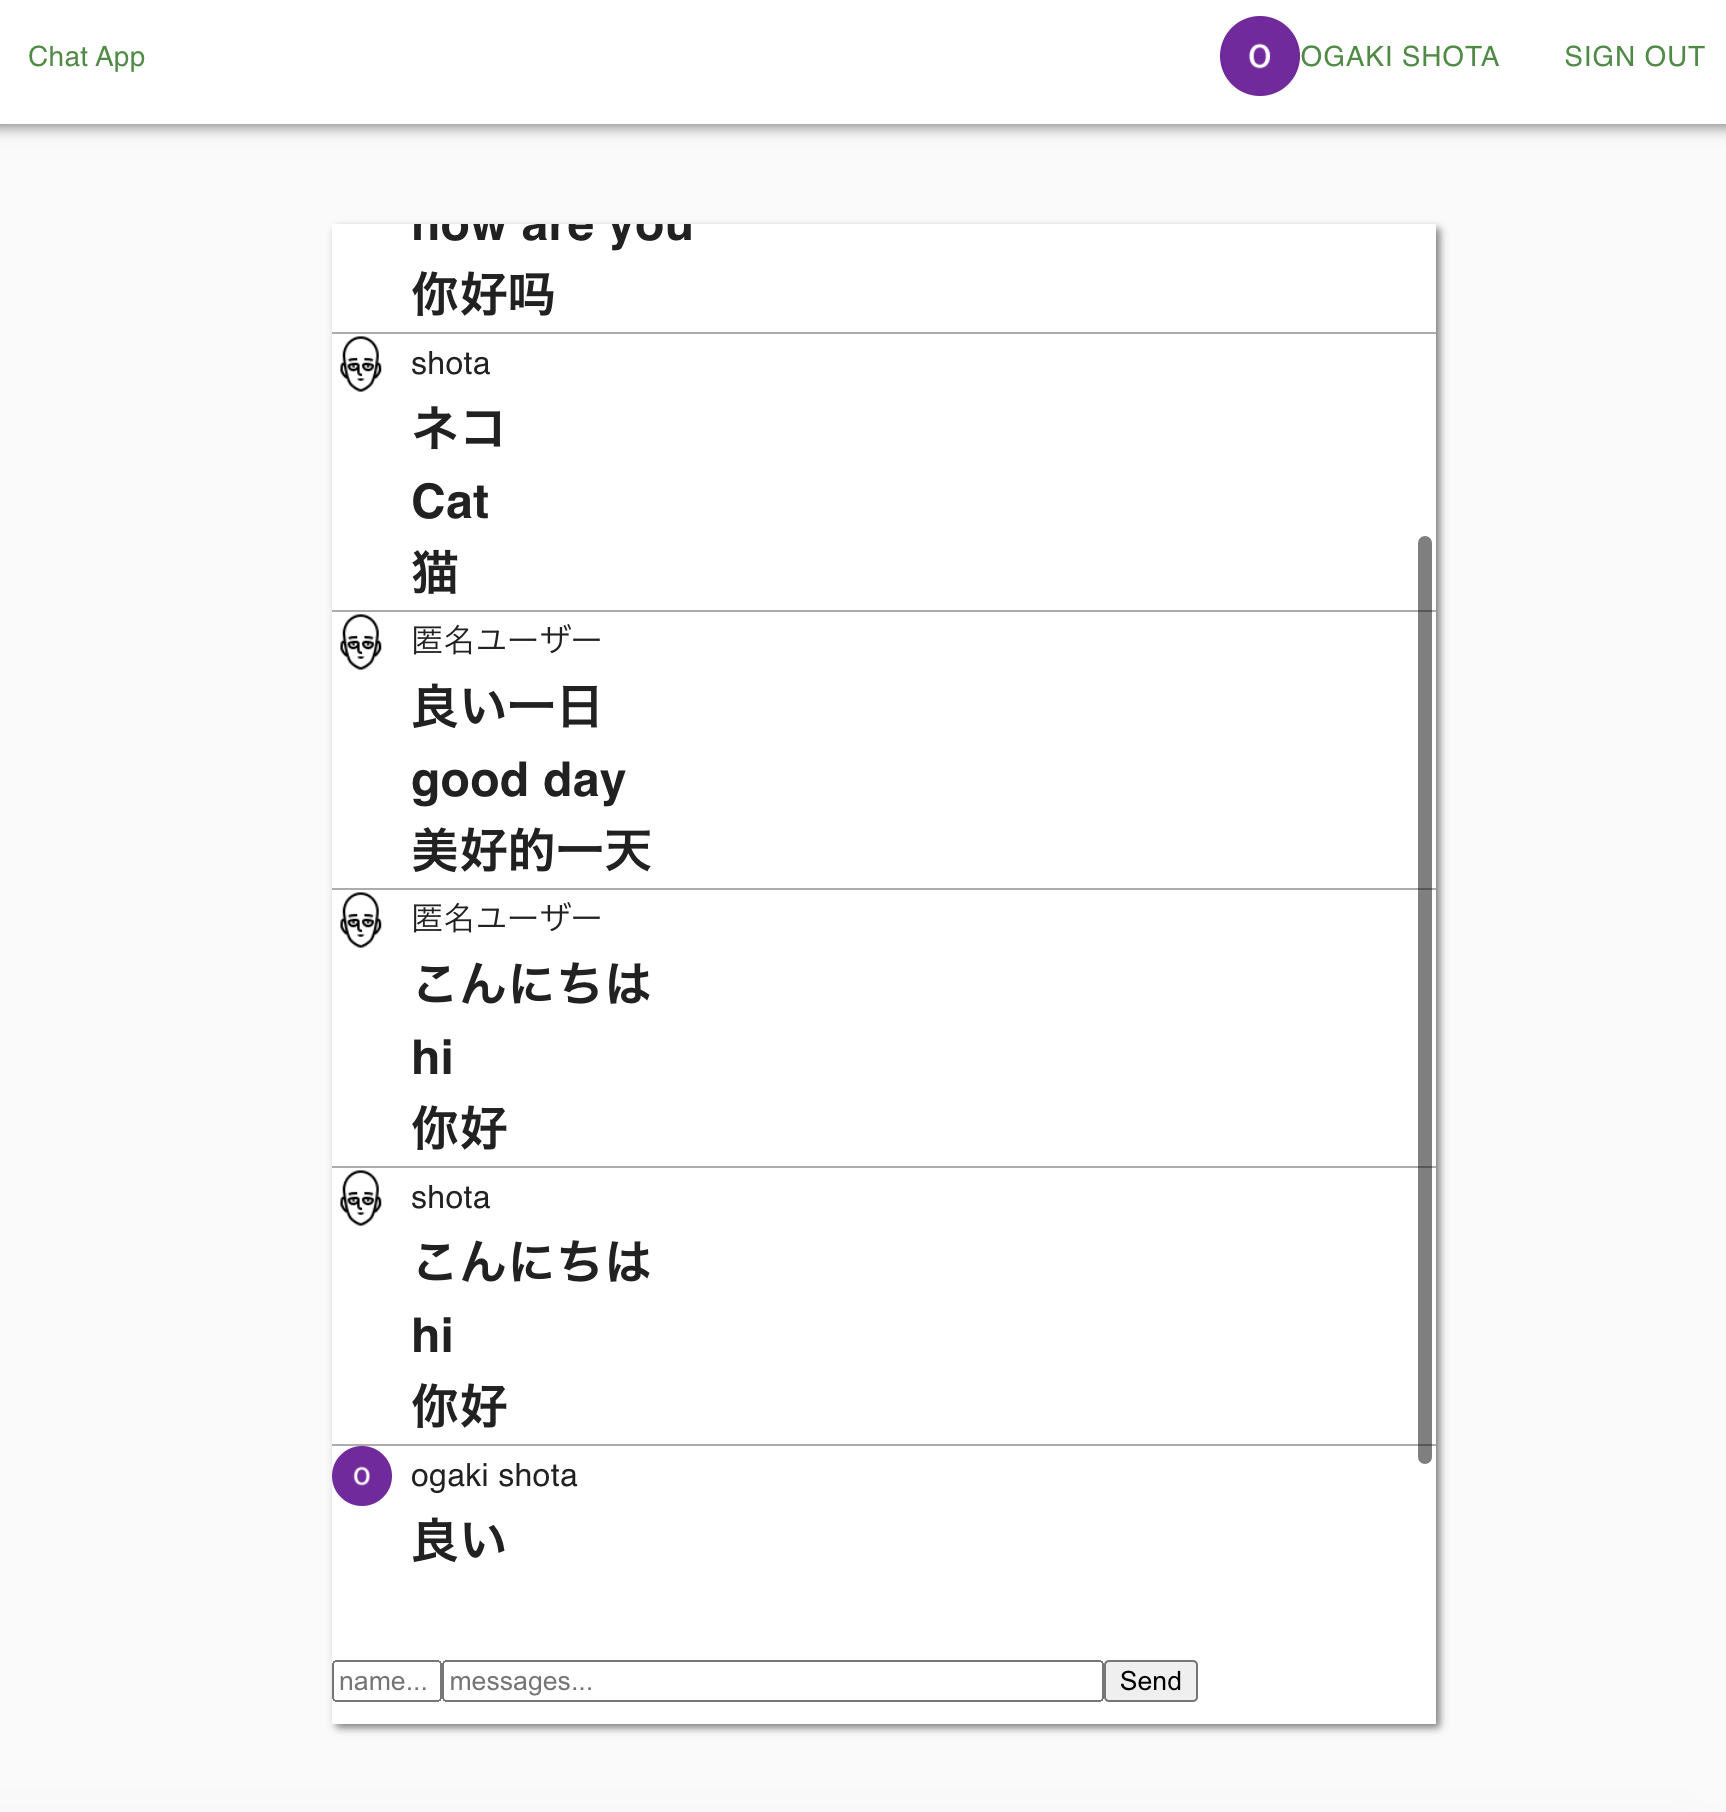 Chat App
O
OGAKI SHOTA
SIGN OUT
how are you
你好吗
shota
ネコ
Cat
猫
匿名ユーザー
良い一日
good day
美好的一天
匿名ユーザー
こんにちは
hi
你好
shota
こんにちは
hi
你好
o
ogaki shota
良い
name...
messages...
Send